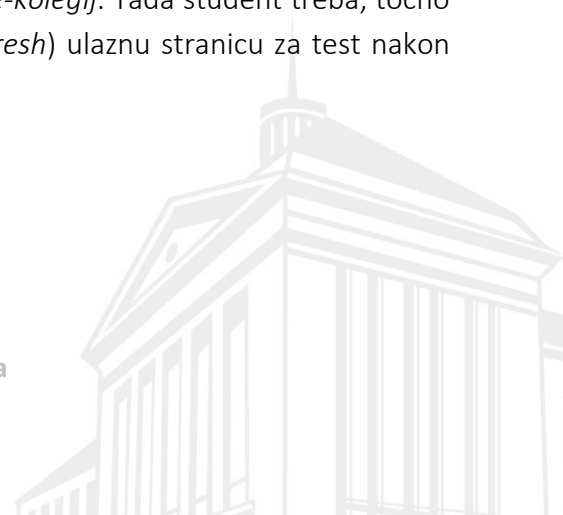 e-kolegij. Tada student treba, točno
resh) ulaznu stranicu za test nakon
a